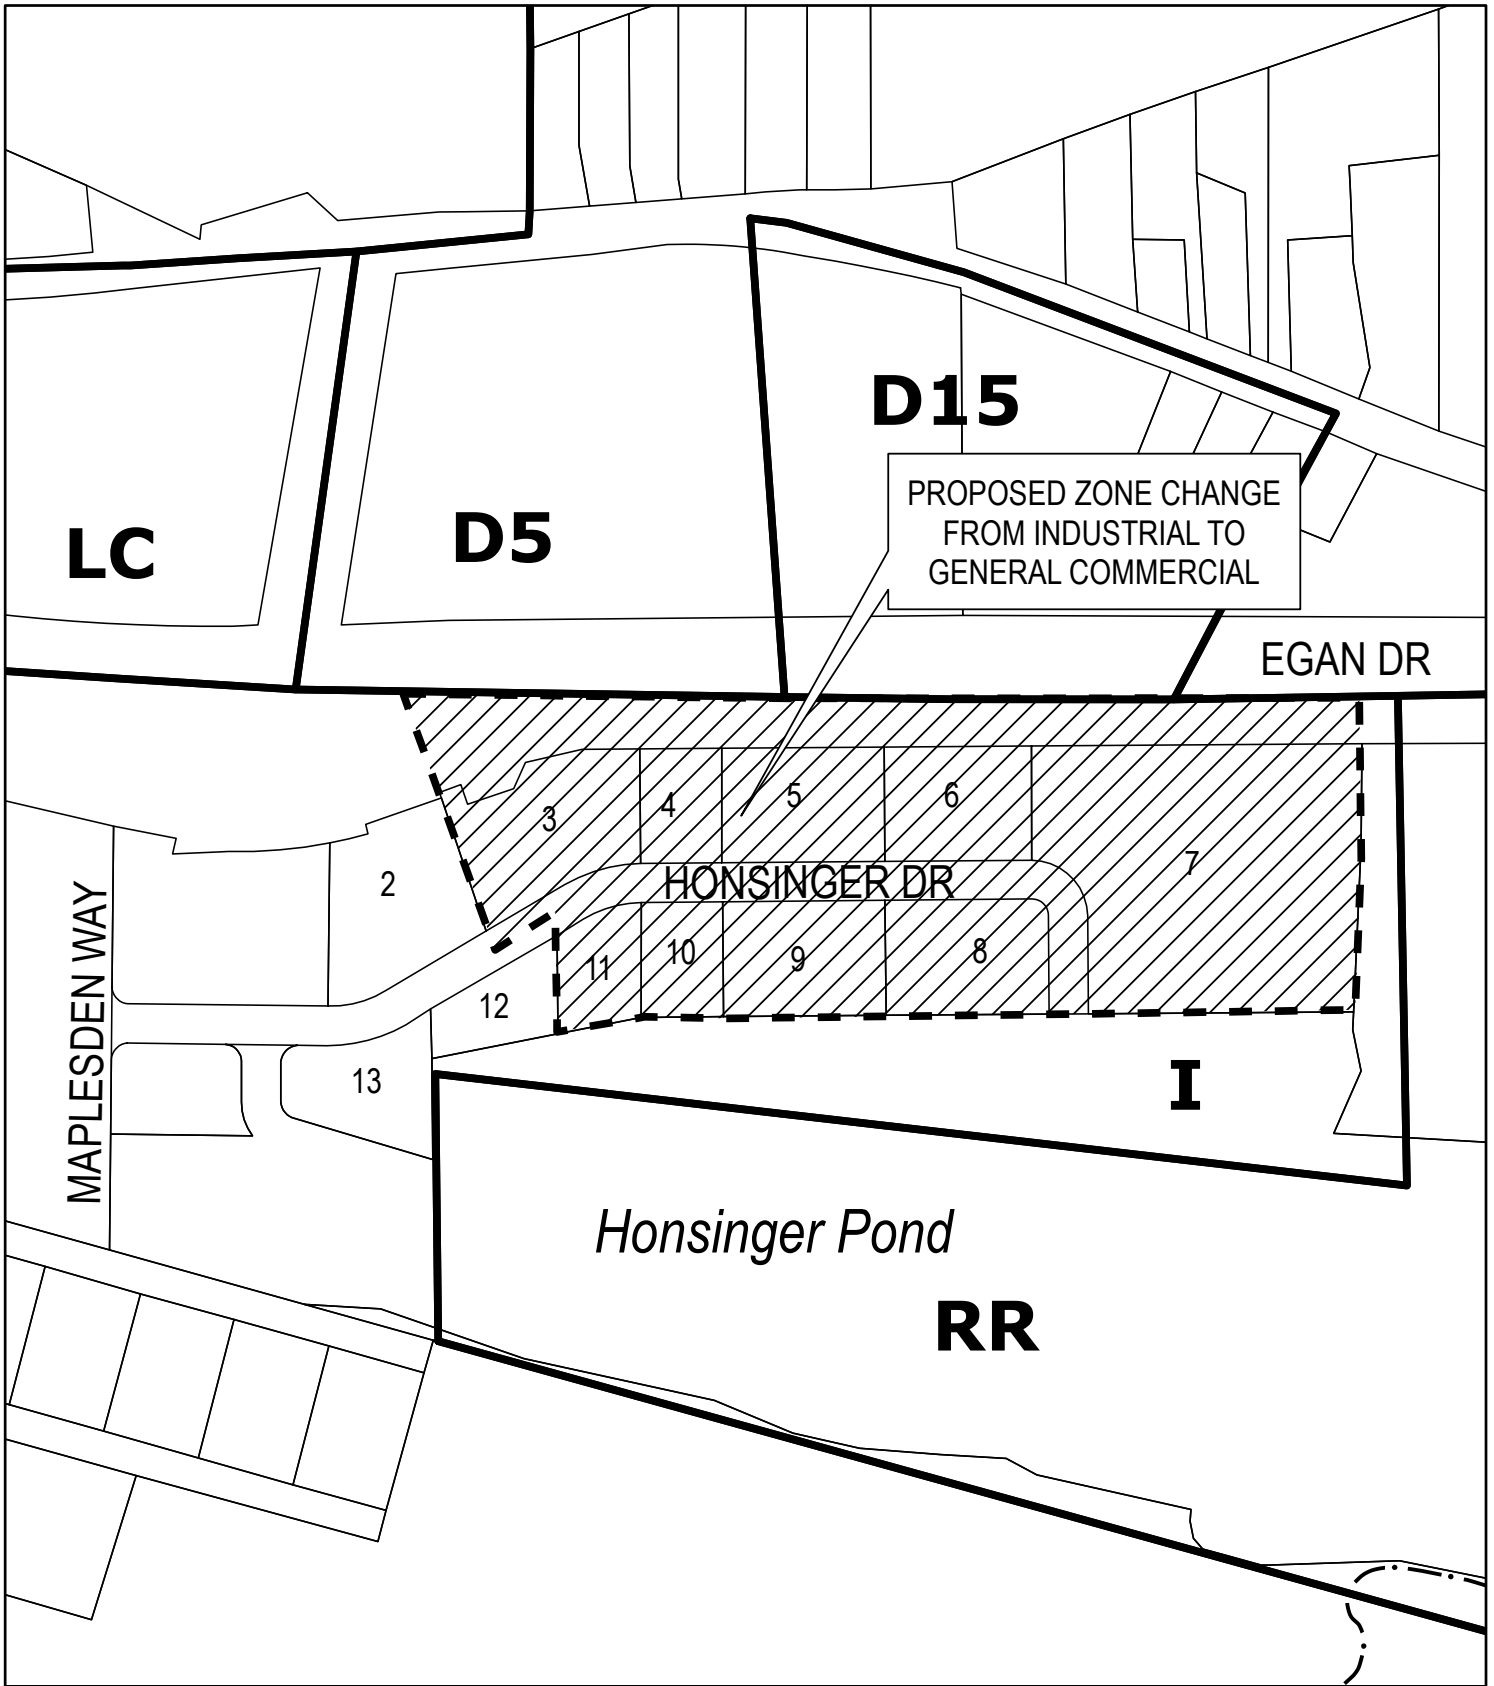 D15
LC
D5
PROPOSED ZONE CHANGE
FROM INDUSTRIAL TO
GENERAL COMMERCIAL
EGAN DR
3
4
5
6
7
2
HONSINGER DR
MAPLESDEN WAY
11
10
9
8
12
13
I
Honsinger Pond
RR